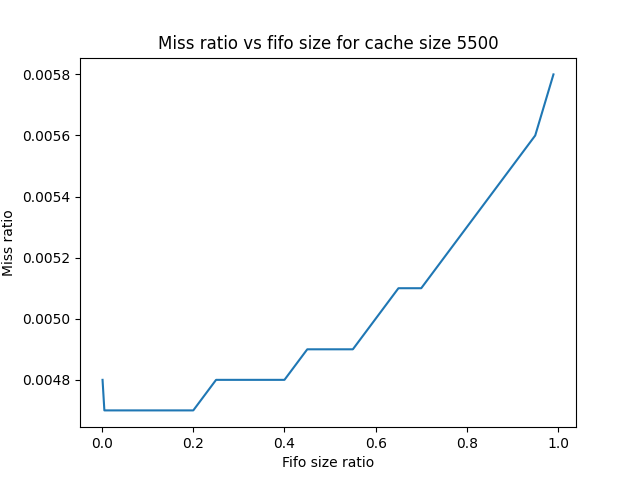 Miss ratio vs fifo size for cache size 5500
0.0058
0.0056
0.0054
0.0052
0.0050
0.0048
Miss ratio
0.0 0.2 0.4 0.6 0.8 1.0
Fifo size ratio